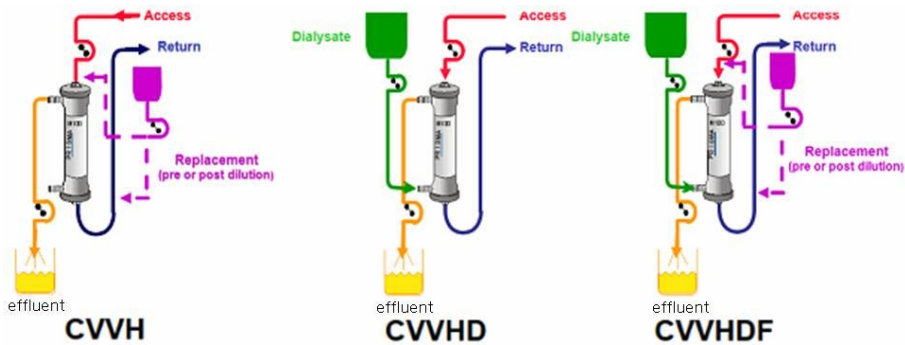 Access
Return
Replacement
(pre or post dilution)
effluent
CVVH
Access
Dialysate
Return
effluent
CVVHD
Access
Dialysate
Return
Replacement
(pre or post dilution)
effluent
CVVHDF